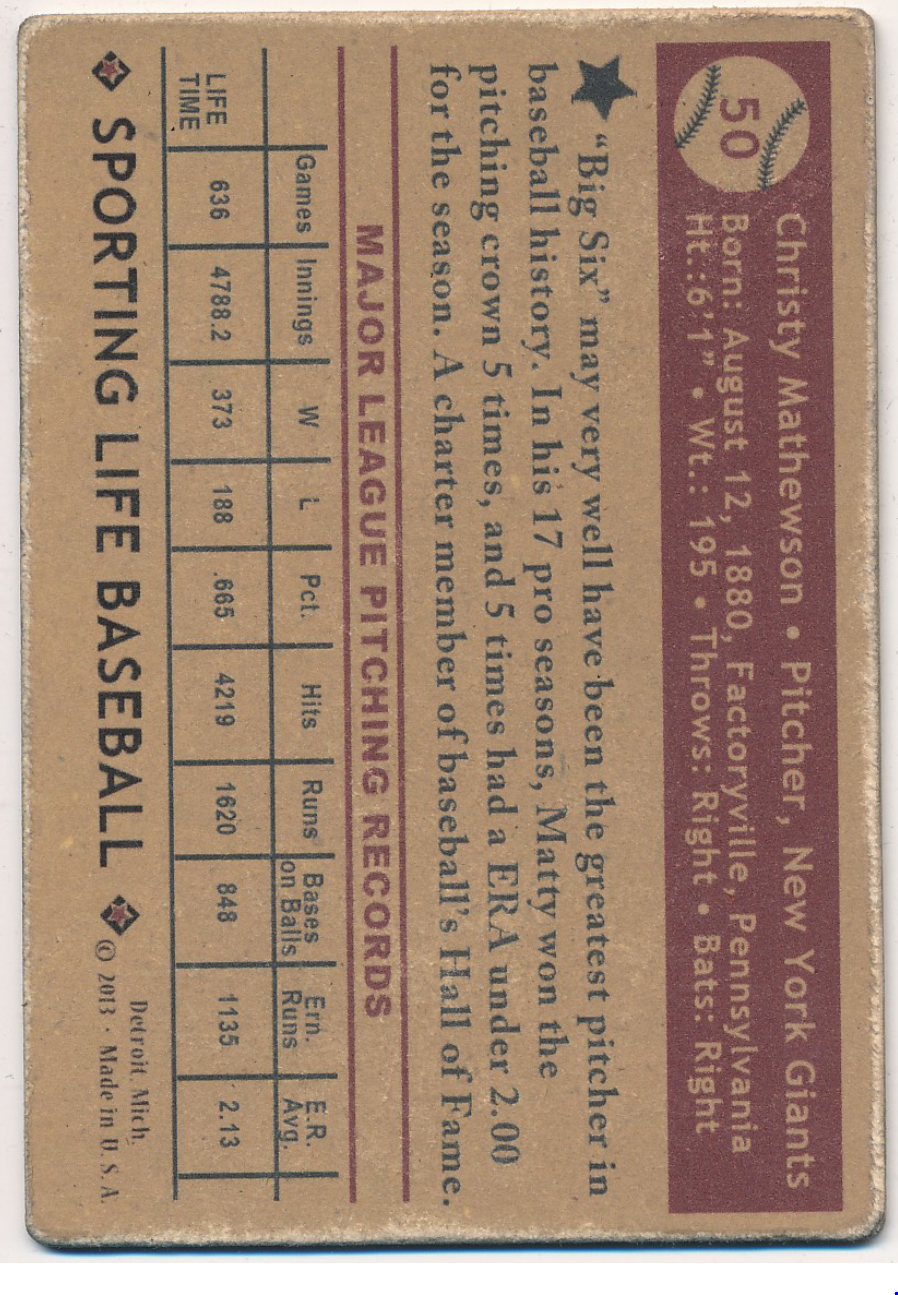 50
Christy Mathewson • Pitcher, New York Giants
Born: August 12, 1880, Factoryville, Pennsylvania
Ht.:6'1" • Wt.: 195 • Throws: Right • Bats: Right
★ “Big Six” may very well have been the greatest pitcher in
baseball history. In his 17 pro seasons, Matty won the
pitching crown 5 times, and 5 times had a ERA under 2.00
for the season. A charter member of baseball's Hall of Fame.
MAJOR LEAGUE PITCHING RECORDS
Games Innings W L Pct. Hits Runs Bases on Balls Ern. Runs E.R. Avg.
LIFE TIME 636 4788.2 373 188 .665 4219 1620 848 1135 2.13
SPORTING LIFE BASEBALL
Detroit, Mich.
© 2013 · Made in U. S. A.